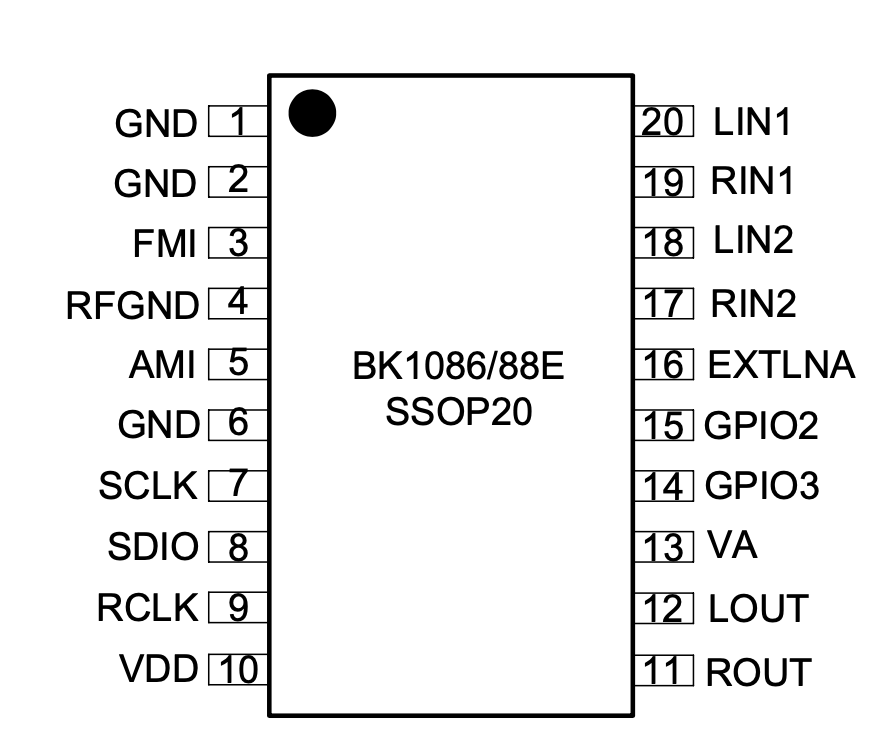 GND 1
20 LIN1
GND 2
19 RIN1
FMI 3
18 LIN2
RFGND 4
17 RIN2
AMI 5
BK1086/88E
16 EXTLNA
SSOP20
GND 6
15 GPIO2
SCLK 7
14 GPIO3
SDIO 8
13 VA
RCLK 9
12 LOUT
VDD 10
11 ROUT